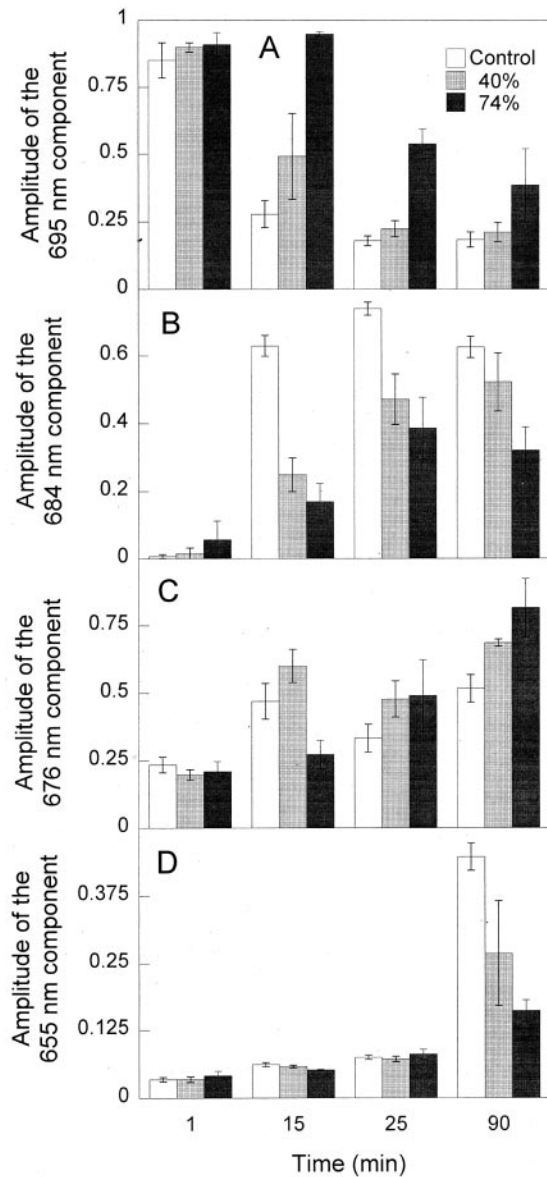 A
Control
40%
74%
1
0.75
0.5
0.25
0
Amplitude of the
695 nm component
B
0.6
0.4
0.2
0
Amplitude of the
684 nm component
C
0.75
0.5
0.25
0
Amplitude of the
676 nm component
D
0.375
0.25
0.125
0
Amplitude of the
655 nm component
1 15 25 90
Time (min)